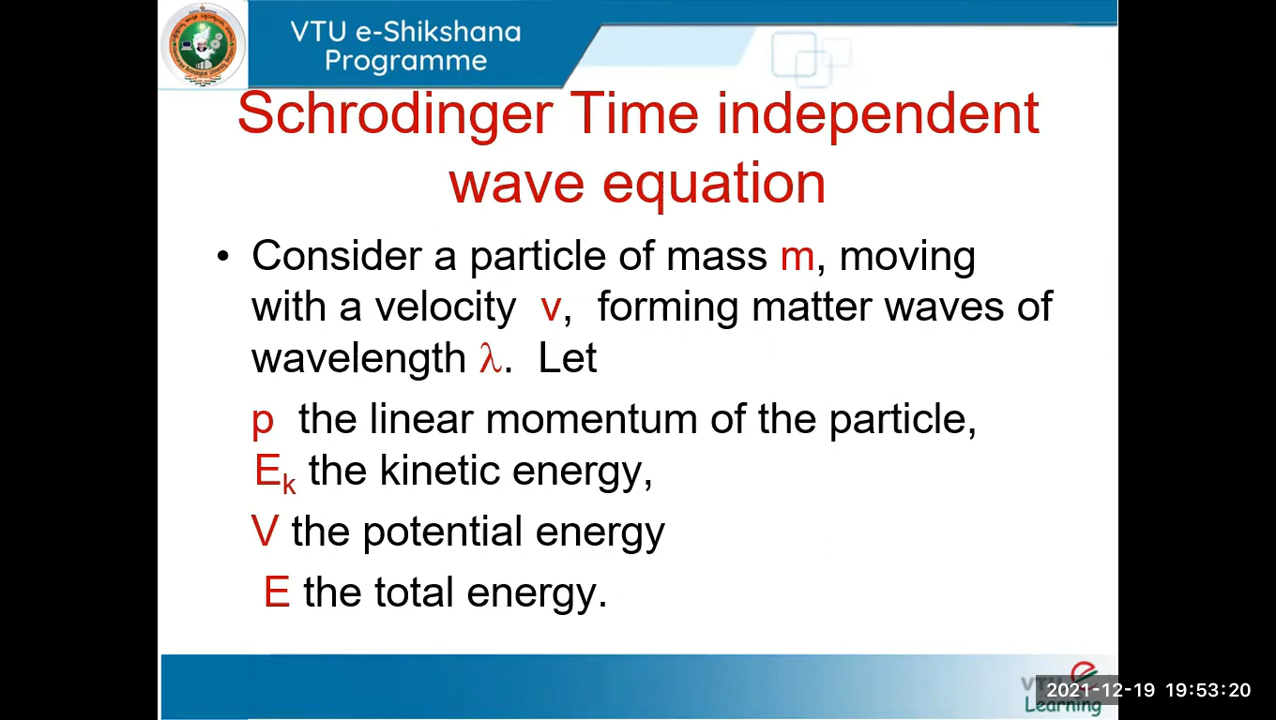 VTU e-Shikshana
Programme
Schrodinger Time independent
wave equation
• Consider a particle of mass m, moving
with a velocity v, forming matter waves of
wavelength λ. Let
p the linear momentum of the particle,
Eₖ the kinetic energy,
V the potential energy
E the total energy.
VTU e
Learning
2021-12-19 19:53:20